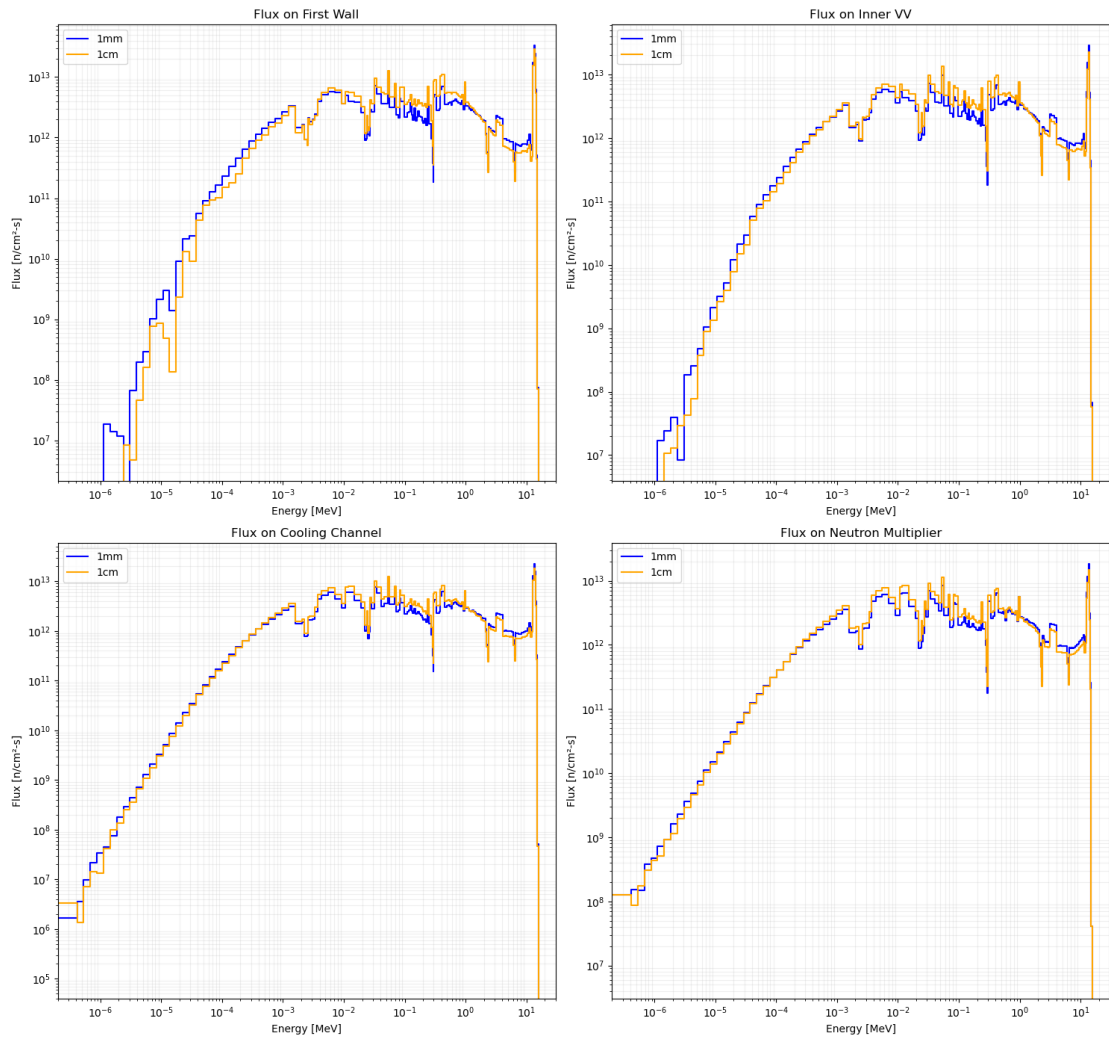 Flux on First Wall
1mm
1cm
10¹³
10¹²
10¹¹
10¹⁰
10⁹
10⁸
10⁷
Flux [n/cm²-s]
10⁻⁶ 10⁻⁵ 10⁻⁴ 10⁻³ 10⁻² 10⁻¹ 10⁰ 10¹
Energy [MeV]
Flux on Inner VV
1mm
1cm
10¹³
10¹²
10¹¹
10¹⁰
10⁹
10⁸
10⁷
Flux [n/cm²-s]
10⁻⁶ 10⁻⁵ 10⁻⁴ 10⁻³ 10⁻² 10⁻¹ 10⁰ 10¹
Energy [MeV]
Flux on Cooling Channel
1mm
1cm
10¹³
10¹²
10¹¹
10¹⁰
10⁹
10⁸
10⁷
10⁶
10⁵
Flux [n/cm²-s]
10⁻⁶ 10⁻⁵ 10⁻⁴ 10⁻³ 10⁻² 10⁻¹ 10⁰ 10¹
Energy [MeV]
Flux on Neutron Multiplier
1mm
1cm
10¹³
10¹²
10¹¹
10¹⁰
10⁹
10⁸
10⁷
Flux [n/cm²-s]
10⁻⁶ 10⁻⁵ 10⁻⁴ 10⁻³ 10⁻² 10⁻¹ 10⁰ 10¹
Energy [MeV]